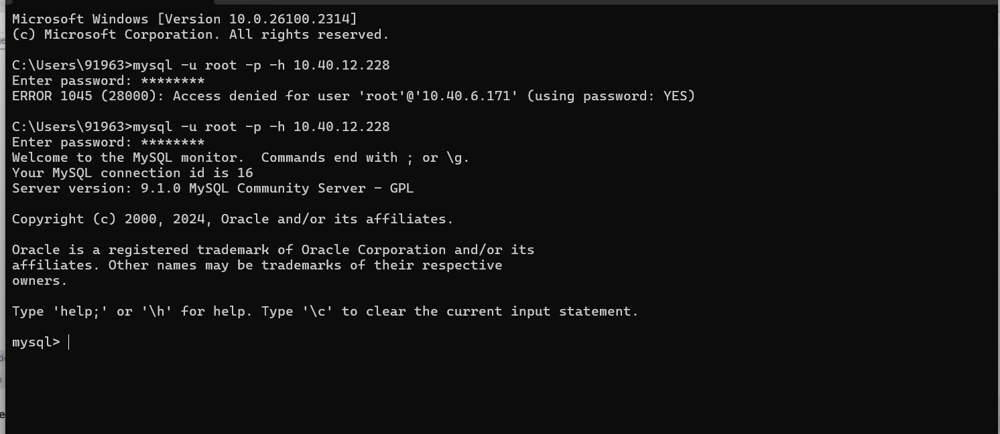 Microsoft Windows [Version 10.0.26100.2314]
(c) Microsoft Corporation. All rights reserved.
C:\Users\91963>mysql -u root -p -h 10.40.12.228
Enter password: ********
ERROR 1045 (28000): Access denied for user 'root'@'10.40.6.171' (using password: YES)
C:\Users\91963>mysql -u root -p -h 10.40.12.228
Enter password: ********
Welcome to the MySQL monitor.  Commands end with ; or \g.
Your MySQL connection id is 16
Server version: 9.1.0 MySQL Community Server - GPL
Copyright (c) 2000, 2024, Oracle and/or its affiliates.
Oracle is a registered trademark of Oracle Corporation and/or its
affiliates. Other names may be trademarks of their respective
owners.
Type 'help;' or '\h' for help. Type '\c' to clear the current input statement.
mysql>